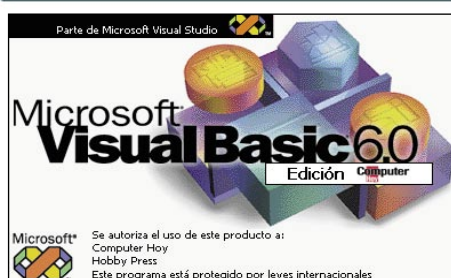 Parte de Microsoft Visual Studio
Microsoft
Visual Basic 6.0
Edición Computer
Microsoft®
Se autoriza el uso de este producto a:
Computer Hoy
Hobby Press
Este programa está protegido por leyes internacionales